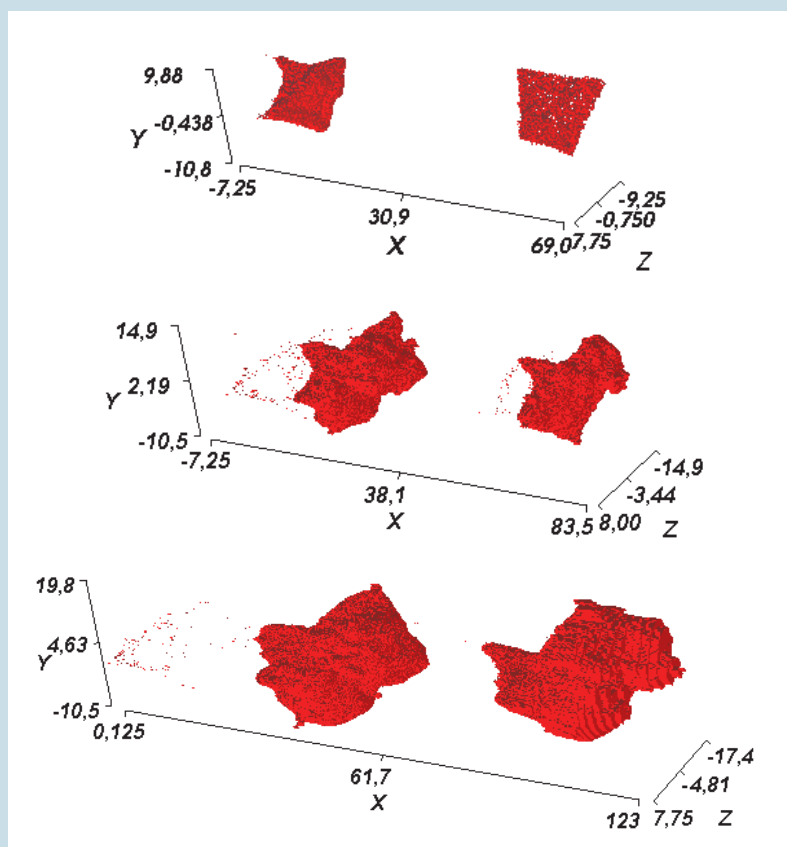 9,88
Y -0,438
-10,8
-7,25
30,9
X
69,0
7,75
-0,750
-9,25
Z
14,9
Y 2,19
-10,5
-7,25
38,1
X
83,5
8,00
-3,44
-14,9
Z
19,8
Y 4,63
-10,5
0,125
61,7
X
123
7,75
-4,81
-17,4
Z